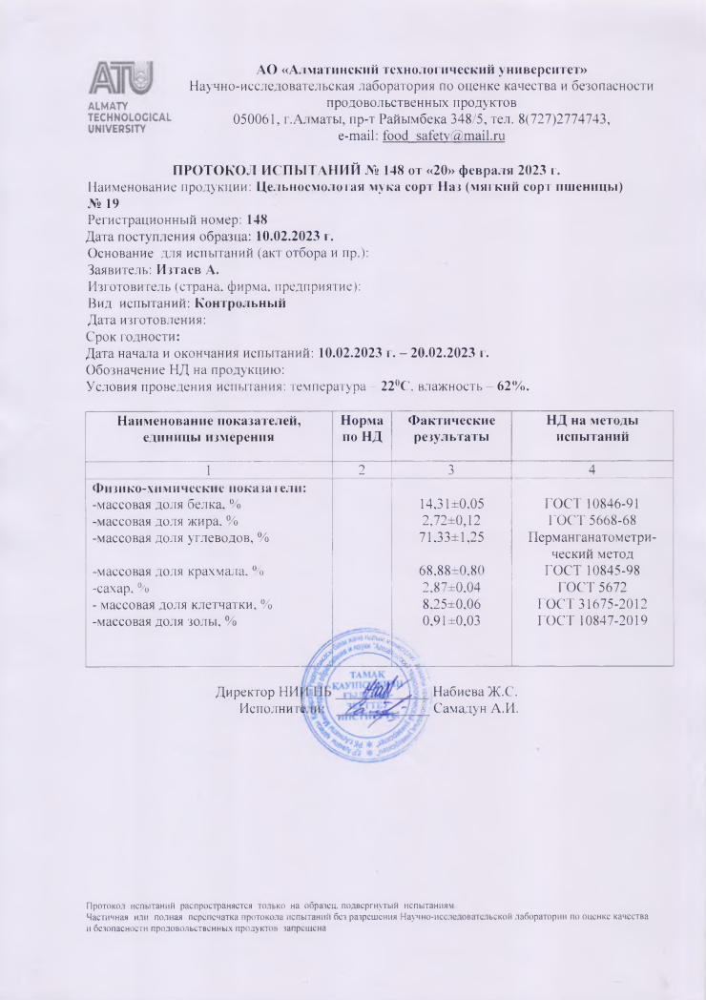 ATU
ALMATY
TECHNOLOGICAL
UNIVERSITY
АО «Алматинский технологический университет»
Научно-исследовательская лаборатория по оценке качества и безопасности
продовольственных продуктов
050061, г.Алматы, пр-т Райымбека 348/5, тел. 8(727)2774743,
e-mail: food_safety@mail.ru
ПРОТОКОЛ ИСПЫТАНИЙ № 148 от «20» февраля 2023 г.
Наименование продукции: Цельносмолотая мука сорт Наз (мягкий сорт пшеницы)
№ 19
Регистрационный номер: 148
Дата поступления образца: 10.02.2023 г.
Основание для испытаний (акт отбора и пр.):
Заявитель: Изтаев А.
Изготовитель (страна, фирма, предприятие):
Вид испытаний: Контрольный
Дата изготовления:
Срок годности:
Дата начала и окончания испытаний: 10.02.2023 г. – 20.02.2023 г.
Обозначение НД на продукцию:
Условия проведения испытания: температура – 22⁰С, влажность – 62%.
Наименование показателей, Норма Фактические НД на методы
единицы измерения по НД результаты испытаний
1 2 3 4
Физико-химические показатели:
-массовая доля белка, % 14,31±0,05 ГОСТ 10846-91
-массовая доля жира, % 2,72±0,12 ГОСТ 5668-68
-массовая доля углеводов, % 71,33±1,25 Перманганатометри-
ческий метод
-массовая доля крахмала, % 68,88±0,80 ГОСТ 10845-98
-сахар, % 2,87±0,04 ГОСТ 5672
- массовая доля клетчатки, % 8,25±0,06 ГОСТ 31675-2012
-массовая доля золы, % 0,91±0,03 ГОСТ 10847-2019
ТАМАҚ
Директор НИИ ПБ Набиева Ж.С.
Исполнитель: Самадун А.И.
Протокол испытаний распространяется только на образец, подвергнутый испытаниям
Частичная или полная перепечатка протокола испытаний без разрешения Научно-исследовательской лаборатории по оценке качества
и безопасности продовольственных продуктов запрещена